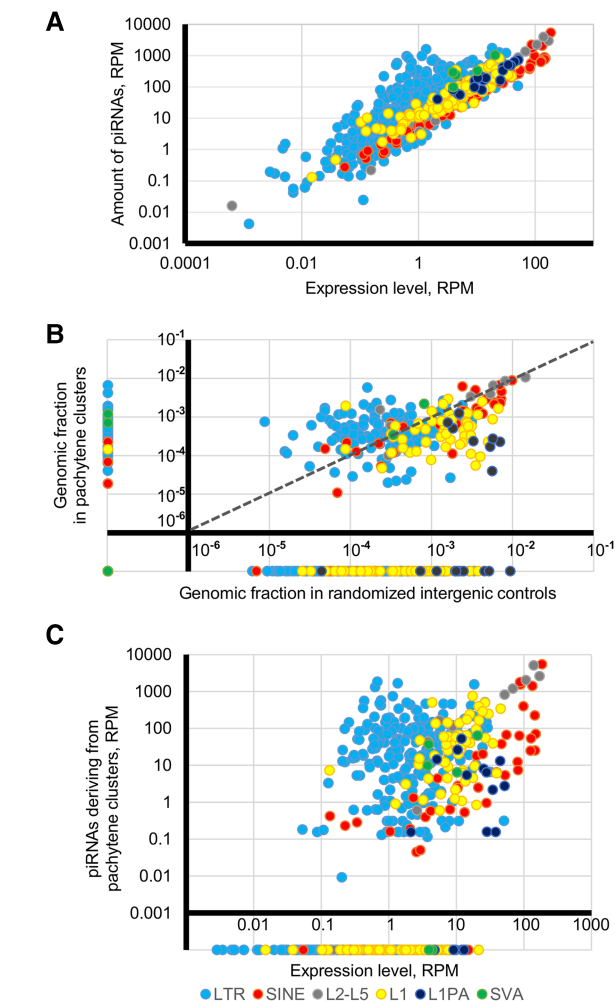 A
Amount of piRNAs, RPM
10000
1000
100
10
1
0.1
0.01
0.001
0.0001 0.01 1 100
Expression level, RPM
B
Genomic fraction
in pachytene clusters
10-1
10-2
10-3
10-4
10-5
10-6
10-6 10-5 10-4 10-3 10-2 10-1
Genomic fraction in randomized intergenic controls
C
piRNAs deriving from
pachytene clusters, RPM
10000
1000
100
10
1
0.1
0.01
0.001
0.01 0.1 1 10 100 1000
Expression level, RPM
LTR SINE L2-L5 L1 L1PA SVA